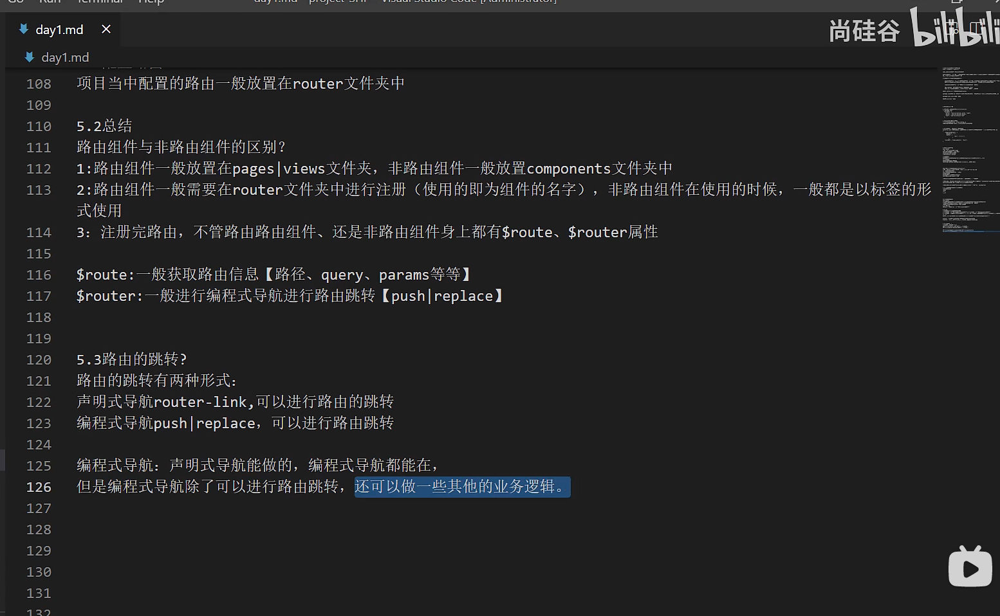 Go Run Terminal Help day1.md - project-SHP - Visual Studio Code [Administrator]
day1.md
尚硅谷 bilibili
day1.md
108 项目当中配置的路由一般放置在router文件夹中
109
110 5.2总结
111 路由组件与非路由组件的区别?
112 1:路由组件一般放置在pages|views文件夹，非路由组件一般放置components文件夹中
113 2:路由组件一般需要在router文件夹中进行注册（使用的即为组件的名字），非路由组件在使用的时候，一般都是以标签的形
式使用
114 3：注册完路由，不管路由路由组件、还是非路由组件身上都有$route、$router属性
115
116 $route:一般获取路由信息【路径、query、params等等】
117 $router:一般进行编程式导航进行路由跳转【push|replace】
118
119
120 5.3路由的跳转?
121 路由的跳转有两种形式：
122 声明式导航router-link,可以进行路由的跳转
123 编程式导航push|replace，可以进行路由跳转
124
125 编程式导航：声明式导航能做的，编程式导航都能在，
126 但是编程式导航除了可以进行路由跳转，还可以做一些其他的业务逻辑。
127
128
129
130
131
132